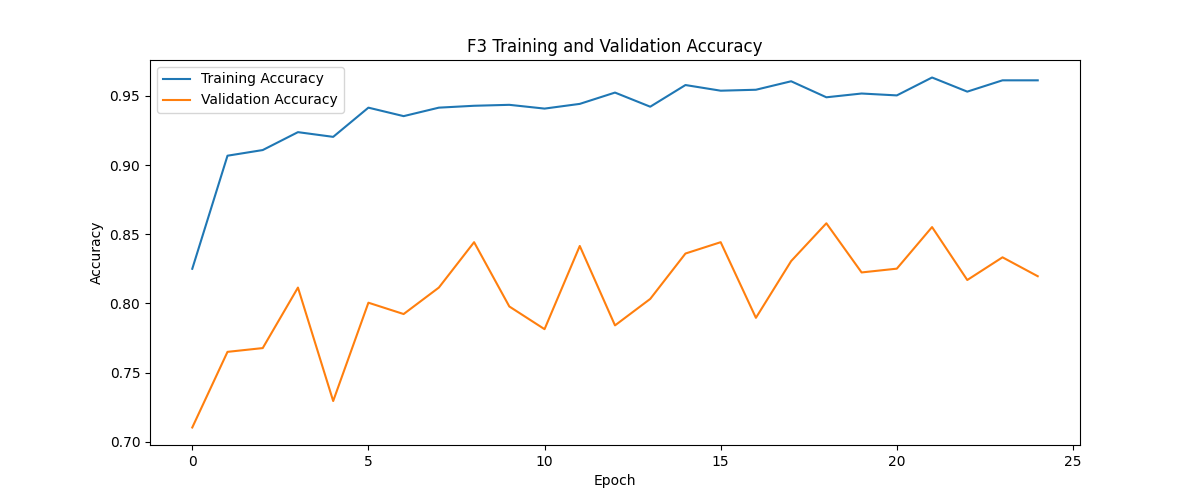 F3 Training and Validation Accuracy
Training Accuracy
Validation Accuracy
0.95
0.90
0.85
0.80
0.75
0.70
Accuracy
0 5 10 15 20 25
Epoch